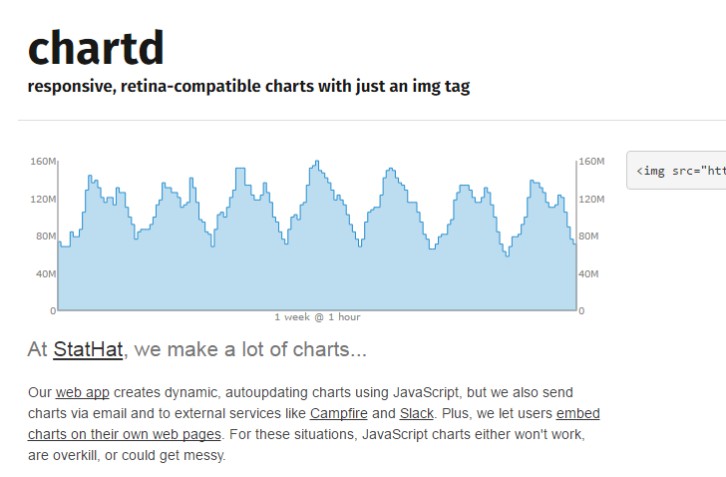 chartd
responsive, retina-compatible charts with just an img tag
160M
120M
80M
40M
0
160M
120M
80M
40M
0
1 week @ 1 hour
<img src="htt
At StatHat, we make a lot of charts...
Our web app creates dynamic, autoupdating charts using JavaScript, but we also send
charts via email and to external services like Campfire and Slack. Plus, we let users embed
charts on their own web pages. For these situations, JavaScript charts either won't work,
are overkill, or could get messy.